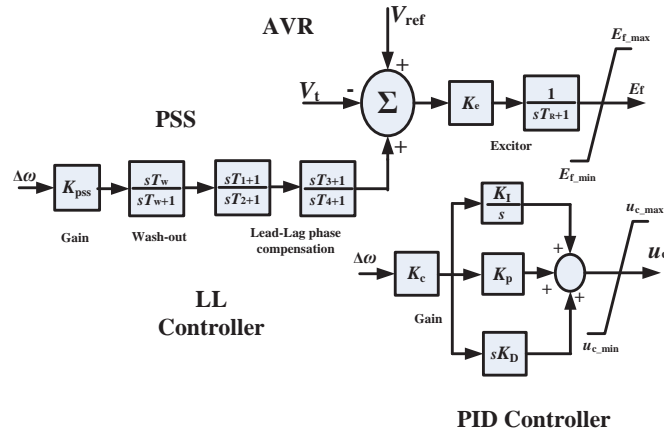 AVR
V_ref
E_f_max
V_t
-
+
Σ
+
K_e
1
sT_R+1
E_f
Excitor
E_f_min
PSS
Δω
K_pss
sT_w
sT_w+1
sT_1+1
sT_2+1
sT_3+1
sT_4+1
Gain
Wash-out
Lead-Lag phase
compensation
LL
Controller
Δω
K_c
Gain
K_I
s
K_p
sK_D
+
+
+
u_c_max
u_c_min
PID Controller